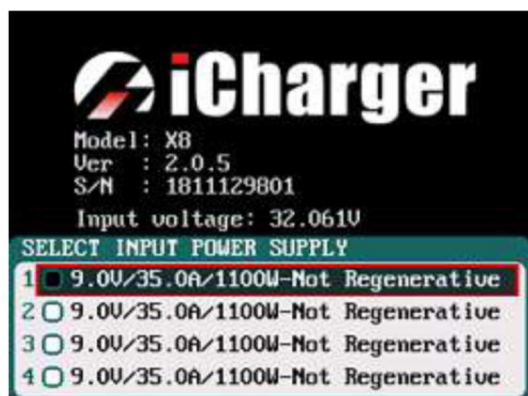 iCharger
Model: X8
Ver : 2.0.5
S/N : 1811129801
Input voltage: 32.061V
SELECT INPUT POWER SUPPLY
1 9.0V/35.0A/1100W-Not Regenerative
2 9.0V/35.0A/1100W-Not Regenerative
3 9.0V/35.0A/1100W-Not Regenerative
4 9.0V/35.0A/1100W-Not Regenerative